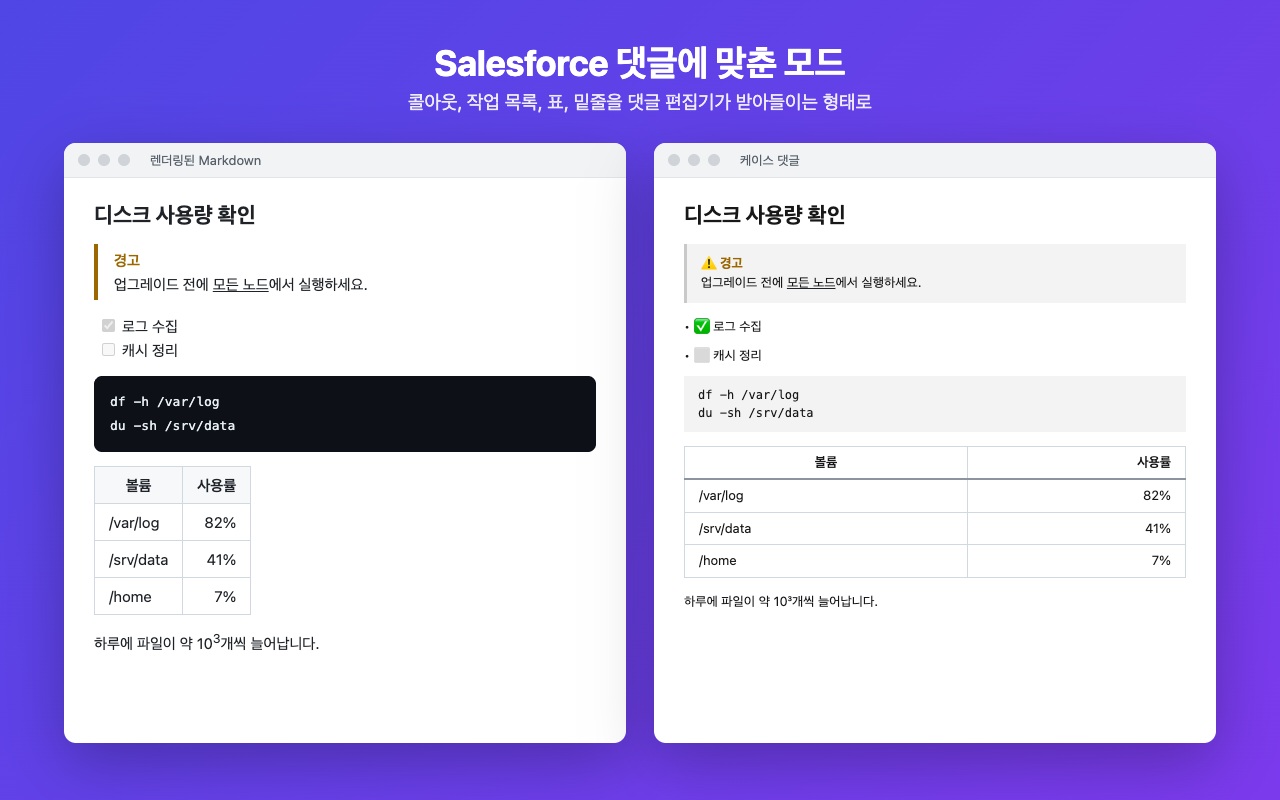 Salesforce 댓글에 맞춘 모드
콜아웃, 작업 목록, 표, 밑줄을 댓글 편집기가 받아들이는 형태로
렌더링된 Markdown
디스크 사용량 확인
경고
업그레이드 전에 모든 노드에서 실행하세요.
로그 수집
캐시 정리
df -h /var/log
du -sh /srv/data
볼륨 사용률
/var/log 82%
/srv/data 41%
/home 7%
하루에 파일이 약 10³개씩 늘어납니다.
케이스 댓글
디스크 사용량 확인
⚠️ 경고
업그레이드 전에 모든 노드에서 실행하세요.
• ✅ 로그 수집
• ⬜ 캐시 정리
df -h /var/log
du -sh /srv/data
볼륨 사용률
/var/log 82%
/srv/data 41%
/home 7%
하루에 파일이 약 10³개씩 늘어납니다.